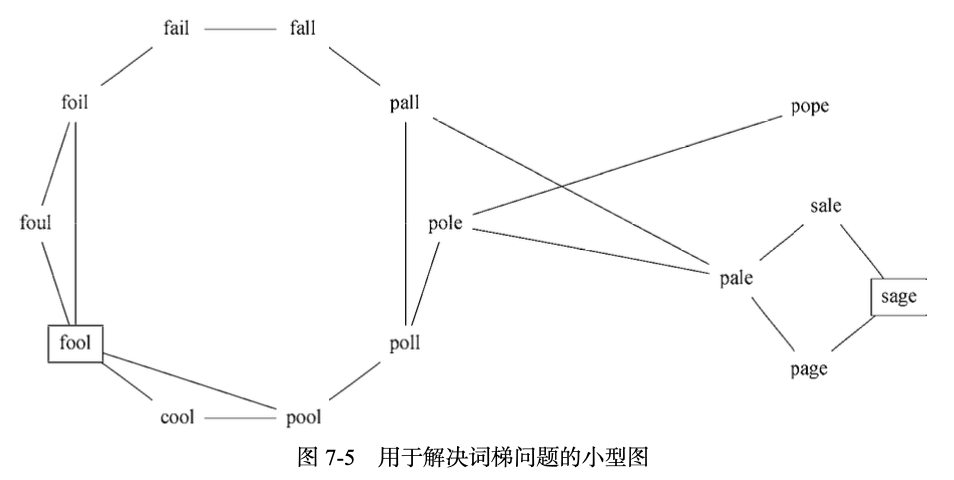 fail
fall
foil
pall
pope
foul
pole
sale
pale
sage
fool
poll
page
cool
pool
图 7-5 用于解决词梯问题的小型图